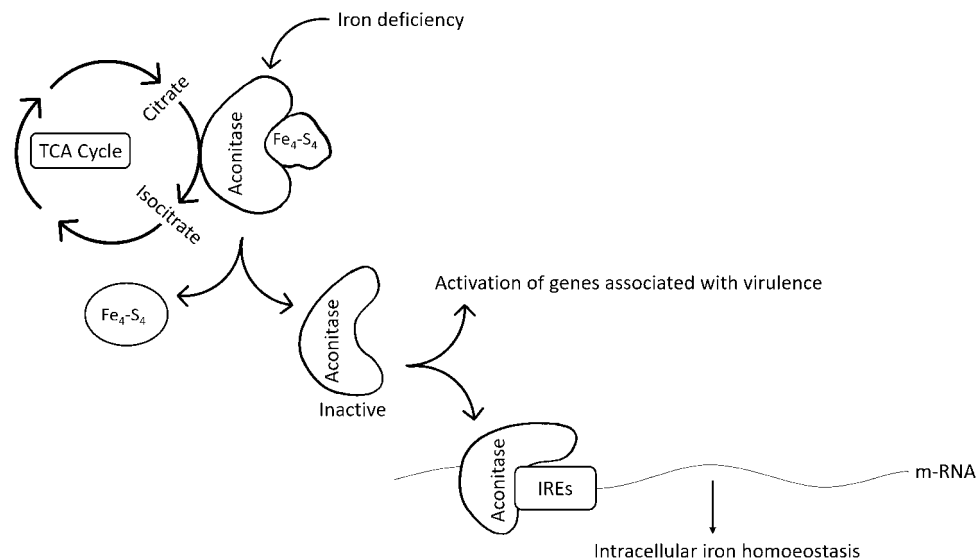 Iron deficiency
Citrate
TCA Cycle
Aconitase
Fe₄-S₄
Isocitrate
Fe₄-S₄
Aconitase
Inactive
Activation of genes associated with virulence
Aconitase
IREs
m-RNA
Intracellular iron homoeostasis